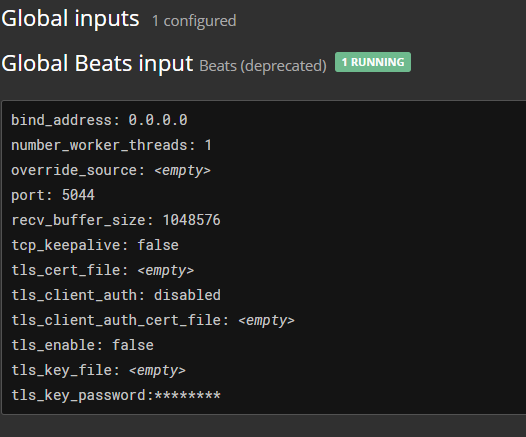 Global inputs 1 configured
Global Beats input Beats (deprecated) 1 RUNNING
bind_address: 0.0.0.0
number_worker_threads: 1
override_source: <empty>
port: 5044
recv_buffer_size: 1048576
tcp_keepalive: false
tls_cert_file: <empty>
tls_client_auth: disabled
tls_client_auth_cert_file: <empty>
tls_enable: false
tls_key_file: <empty>
tls_key_password:********